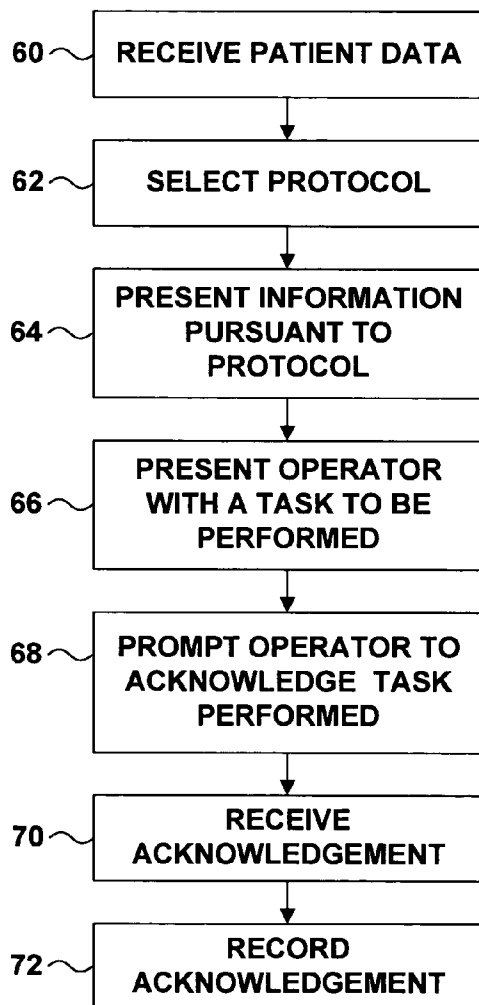 60 RECEIVE PATIENT DATA
62 SELECT PROTOCOL
64 PRESENT INFORMATION
PURSUANT TO
PROTOCOL
66 PRESENT OPERATOR
WITH A TASK TO BE
PERFORMED
68 PROMPT OPERATOR TO
ACKNOWLEDGE TASK
PERFORMED
70 RECEIVE
ACKNOWLEDGEMENT
72 RECORD
ACKNOWLEDGEMENT